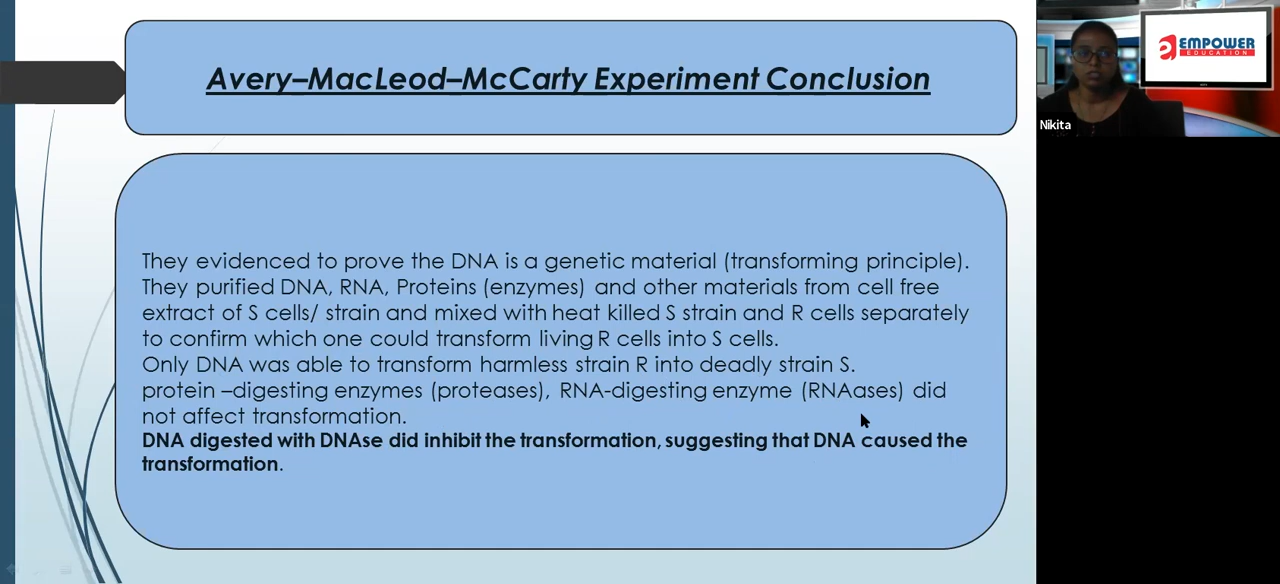 Avery–MacLeod–McCarty Experiment Conclusion
They evidenced to prove the DNA is a genetic material (transforming principle).
They purified DNA, RNA, Proteins (enzymes) and other materials from cell free
extract of S cells/ strain and mixed with heat killed S strain and R cells separately
to confirm which one could transform living R cells into S cells.
Only DNA was able to transform harmless strain R into deadly strain S.
protein –digesting enzymes (proteases), RNA-digesting enzyme (RNAases) did
not affect transformation.
DNA digested with DNAse did inhibit the transformation, suggesting that DNA caused the
transformation.
EMPOWER
EDUCATION
Nikita